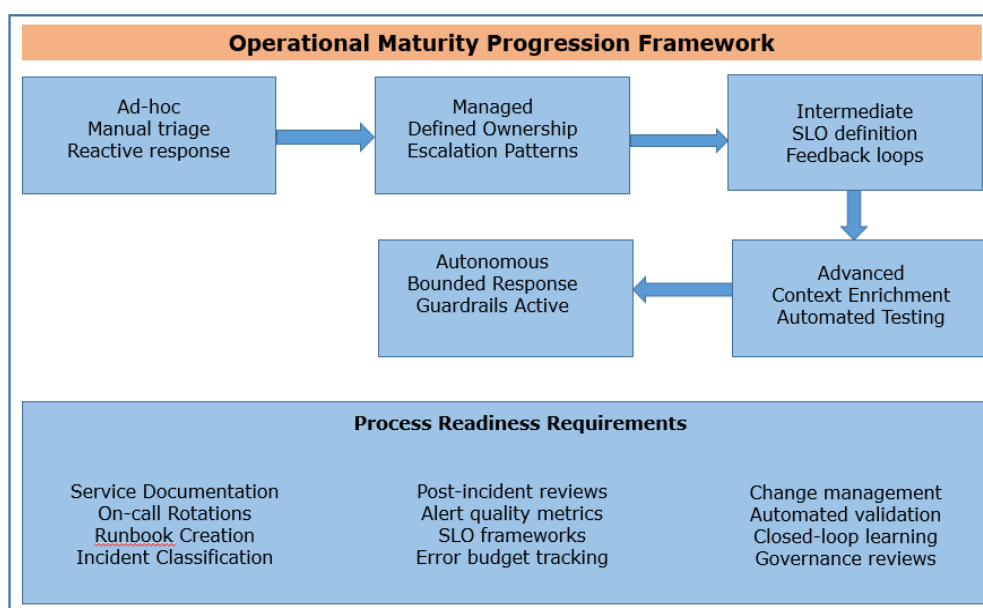 Operational Maturity Progression Framework
Ad-hoc
Manual triage
Reactive response
Managed
Defined Ownership
Escalation Patterns
Intermediate
SLO definition
Feedback loops
Advanced
Context Enrichment
Automated Testing
Autonomous
Bounded Response
Guardrails Active
Process Readiness Requirements
Service Documentation
On-call Rotations
Runbook Creation
Incident Classification
Post-incident reviews
Alert quality metrics
SLO frameworks
Error budget tracking
Change management
Automated validation
Closed-loop learning
Governance reviews